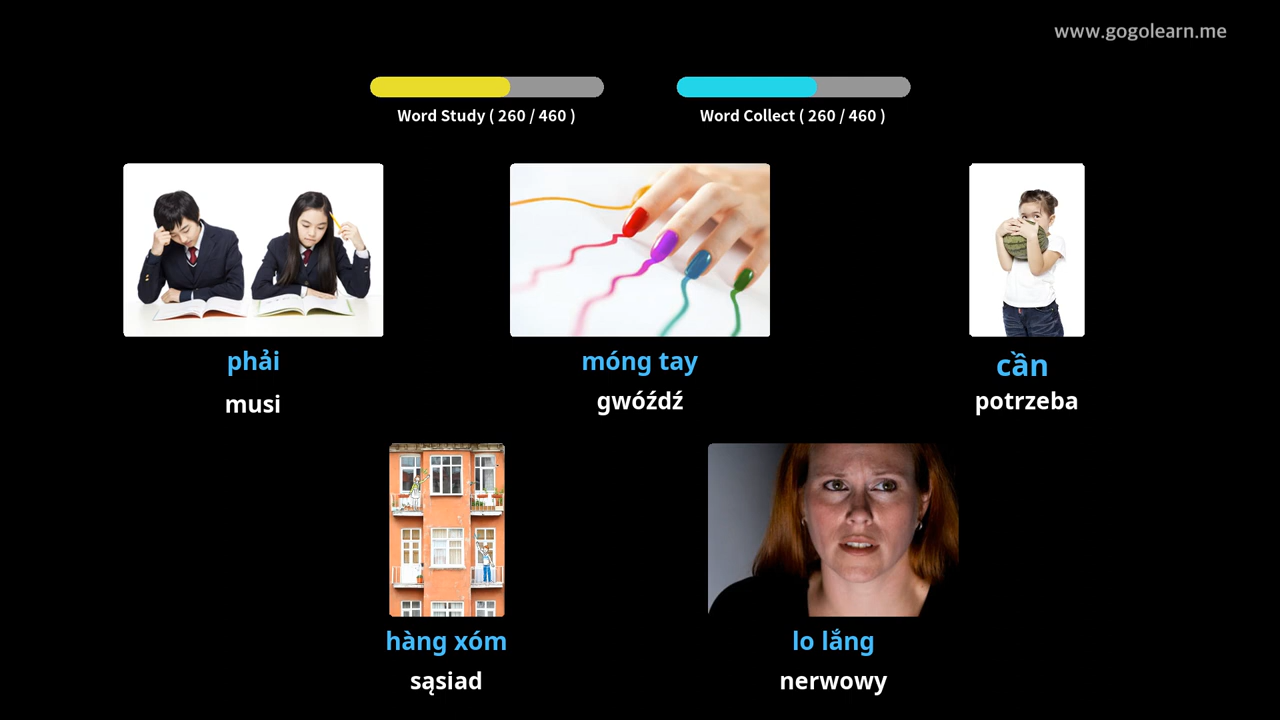 www.gogolearn.me
Word Study ( 260 / 460 )
Word Collect ( 260 / 460 )
phải
móng tay
cần
musi
gwóźdź
potrzeba
hàng xóm
lo lắng
sąsiad
nerwowy